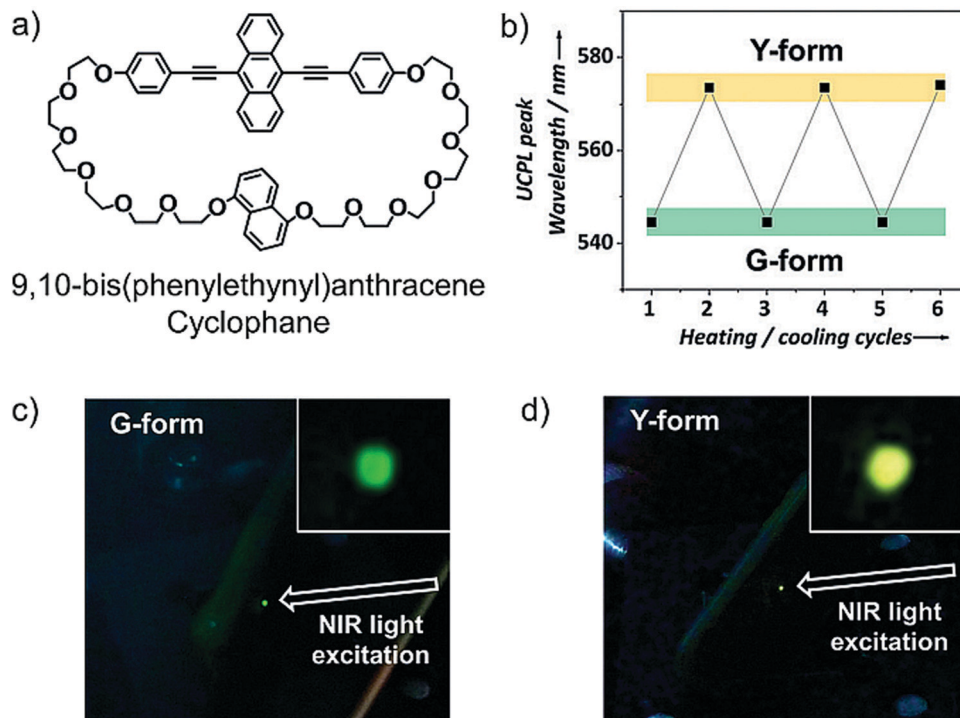 a)
O
O
O
O
O
O
O
O
O
O
O
O
O
O
9,10-bis(phenylethynyl)anthracene
Cyclophane
b)
UCPL peak
Wavelength / nm
580
560
540
Y-form
G-form
1 2 3 4 5 6
Heating / cooling cycles
c)
G-form
NIR light
excitation
d)
Y-form
NIR light
excitation